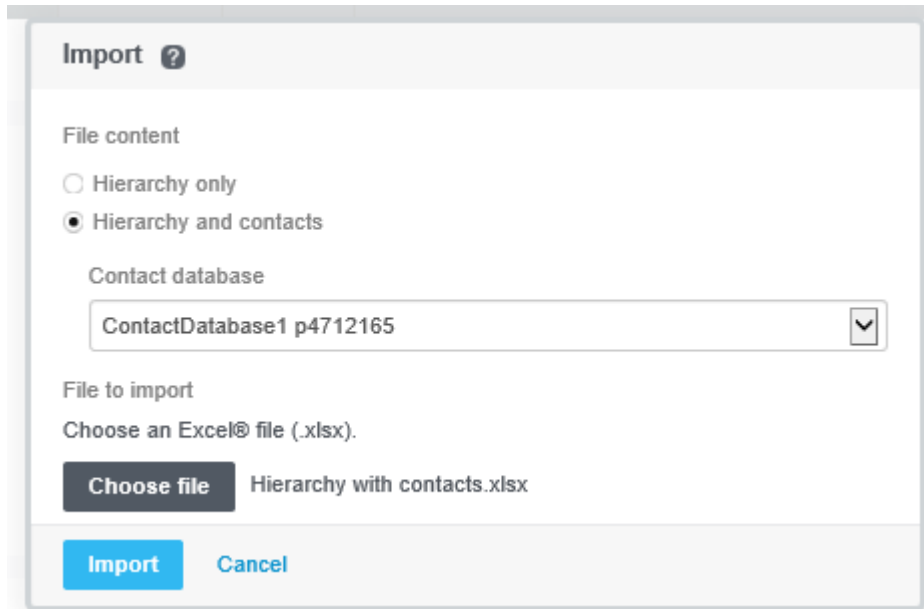 Import ?
File content
Hierarchy only
Hierarchy and contacts
Contact database
ContactDatabase1 p4712165
File to import
Choose an Excel® file (.xlsx).
Choose file Hierarchy with contacts.xlsx
Import Cancel